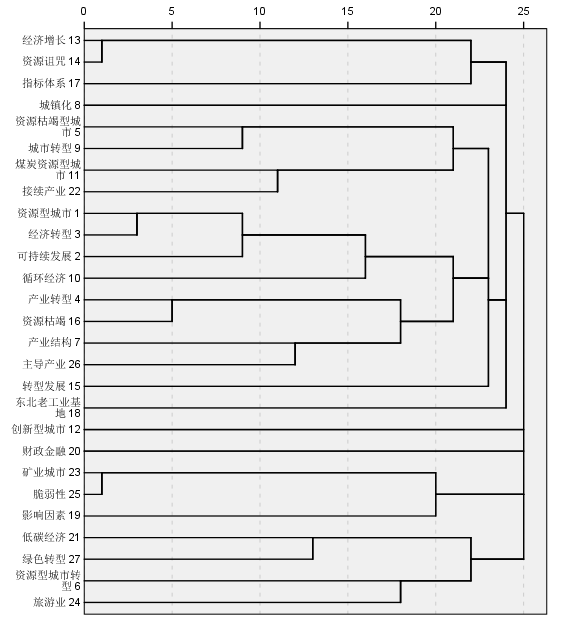 0 5 10 15 20 25
经济增长 13
资源诅咒 14
指标体系 17
城镇化 8
资源枯竭型城
市 5
城市转型 9
煤炭资源型城
市 11
接续产业 22
资源型城市 1
经济转型 3
可持续发展 2
循环经济 10
产业转型 4
资源枯竭 16
产业结构 7
主导产业 26
转型发展 15
东北老工业基
地 18
创新型城市 12
财政金融 20
矿业城市 23
脆弱性 25
影响因素 19
低碳经济 21
绿色转型 27
资源型城市转
型 6
旅游业 24